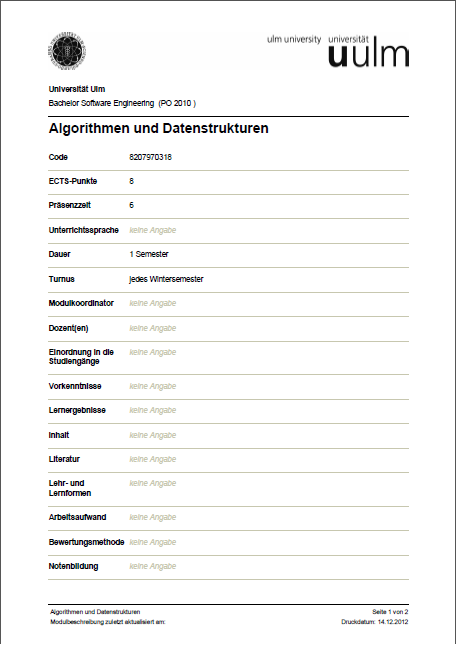 ulm university universität
uulm
Universität Ulm
Bachelor Software Engineering (PO 2010 )
Algorithmen und Datenstrukturen
Code 8207970318
ECTS-Punkte 8
Präsenzzeit 6
Unterrichtssprache keine Angabe
Dauer 1 Semester
Turnus jedes Wintersemester
Modulkoordinator keine Angabe
Dozent(en) keine Angabe
Einordnung in die keine Angabe
Studiengänge
Vorkenntnisse keine Angabe
Lernergebnisse keine Angabe
Inhalt keine Angabe
Literatur keine Angabe
Lehr- und keine Angabe
Lernformen
Arbeitsaufwand keine Angabe
Bewertungsmethode keine Angabe
Notenbildung keine Angabe
Algorithmen und Datenstrukturen Seite 1 von 2
Modulbeschreibung zuletzt aktualisiert am: Druckdatum: 14.12.2012